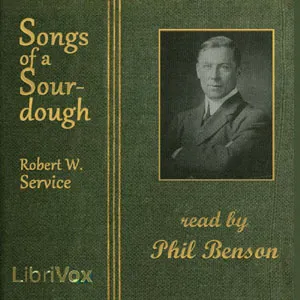 Songs
of a
Sour-
dough
Robert W.
Service
read by
Phil Benson
LibriVox